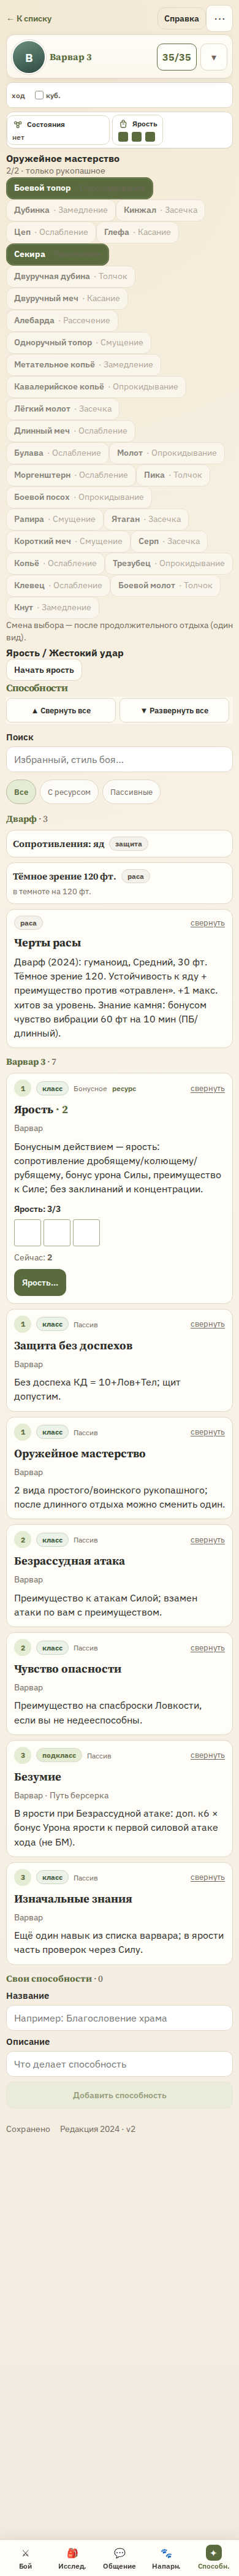 ← К списку
Справка
⋯
В
Варвар 3
35/35
▾
ход
куб.
Состояния
нет
Ярость
Оружейное мастерство
2/2 · только рукопашное
Боевой топор
Дубинка · Замедление
Кинжал · Засечка
Цеп · Ослабление
Глефа · Касание
Секира
Двуручная дубина · Толчок
Двуручный меч · Касание
Алебарда · Рассечение
Одноручный топор · Смущение
Метательное копьё · Замедление
Кавалерийское копьё · Опрокидывание
Лёгкий молот · Засечка
Длинный меч · Ослабление
Булава · Ослабление
Молот · Опрокидывание
Моргенштерн · Ослабление
Пика · Толчок
Боевой посох · Опрокидывание
Рапира · Смущение
Ятаган · Засечка
Короткий меч · Смущение
Серп · Засечка
Копьё · Ослабление
Трезубец · Опрокидывание
Клевец · Ослабление
Боевой молот · Толчок
Кнут · Замедление
Смена выбора — после продолжительного отдыха (один
вид).
Ярость / Жестокий удар
Начать ярость
Способности
▲ Свернуть все
▼ Развернуть все
Поиск
Избранный, стиль боя…
Все
С ресурсом
Пассивные
Дварф · 3
Сопротивления: яд
защита
Тёмное зрение 120 фт.
раса
в темноте на 120 фт.
раса
свернуть
Черты расы
Дварф (2024): гуманоид, Средний, 30 фт.
Тёмное зрение 120. Устойчивость к яду +
преимущество против «отравлен». +1 макс.
хитов за уровень. Знание камня: бонусом
чувство вибрации 60 фт на 10 мин (ПБ/
длинный).
Варвар 3 · 7
1
класс
Бонусное
ресурс
свернуть
Ярость · 2
Варвар
Бонусным действием — ярость:
сопротивление дробящему/колющему/
рубящему, бонус урона Силы, преимущество
к Силе; без заклинаний и концентрации.
Ярость: 3/3
Сейчас: 2
Ярость…
1
класс
Пассив
свернуть
Защита без доспехов
Варвар
Без доспеха КД = 10+Лов+Тел; щит
допустим.
1
класс
Пассив
свернуть
Оружейное мастерство
Варвар
2 вида простого/воинского рукопашного;
после длинного отдыха можно сменить один.
2
класс
Пассив
свернуть
Безрассудная атака
Варвар
Преимущество к атакам Силой; взамен
атаки по вам с преимуществом.
2
класс
Пассив
свернуть
Чувство опасности
Варвар
Преимущество на спасброски Ловкости,
если вы не недееспособны.
3
подкласс
Пассив
свернуть
Безумие
Варвар · Путь берсерка
В ярости при Безрассудной атаке: доп. к6 ×
бонус Урона ярости к первой силовой атаке
хода (не БМ).
3
класс
Пассив
свернуть
Изначальные знания
Варвар
Ещё один навык из списка варвара; в ярости
часть проверок через Силу.
Свои способности · 0
Название
Например: Благословение храма
Описание
Что делает способность
Добавить способность
Сохранено
Редакция 2024 · v2
Бой
Исслед.
Общение
Напарн.
Способн.